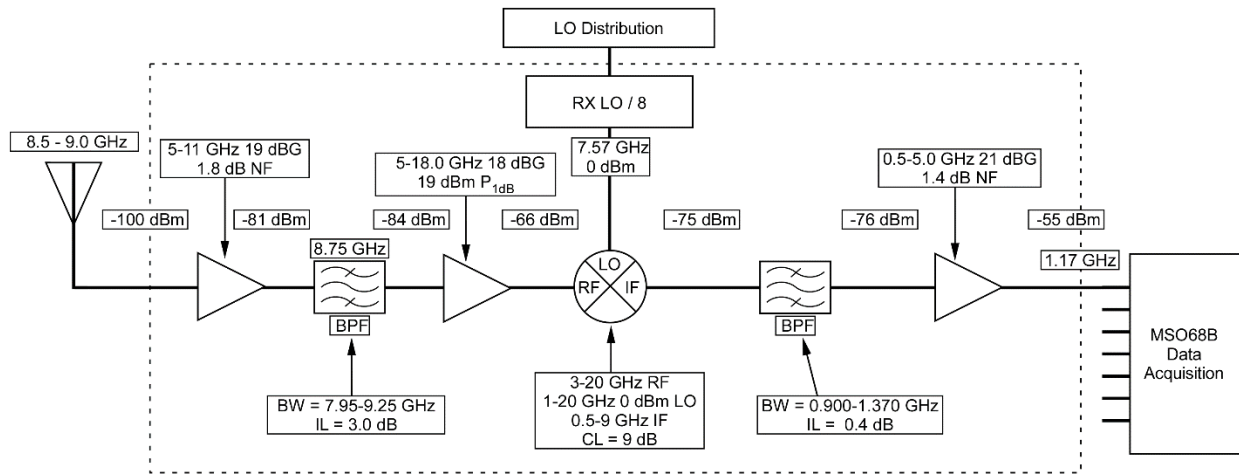 LO Distribution
RX LO / 8
8.5 - 9.0 GHz
5-11 GHz 19 dBG
1.8 dB NF
5-18.0 GHz 18 dBG
19 dBm P1dB
7.57 GHz
0 dBm
0.5-5.0 GHz 21 dBG
1.4 dB NF
-100 dBm
-81 dBm
-84 dBm
-66 dBm
-75 dBm
-76 dBm
-55 dBm
8.75 GHz
1.17 GHz
LO
RF
IF
BPF
BPF
MSO68B
Data
Acquisition
BW = 7.95-9.25 GHz
IL = 3.0 dB
3-20 GHz RF
1-20 GHz 0 dBm LO
0.5-9 GHz IF
CL = 9 dB
BW = 0.900-1.370 GHz
IL = 0.4 dB